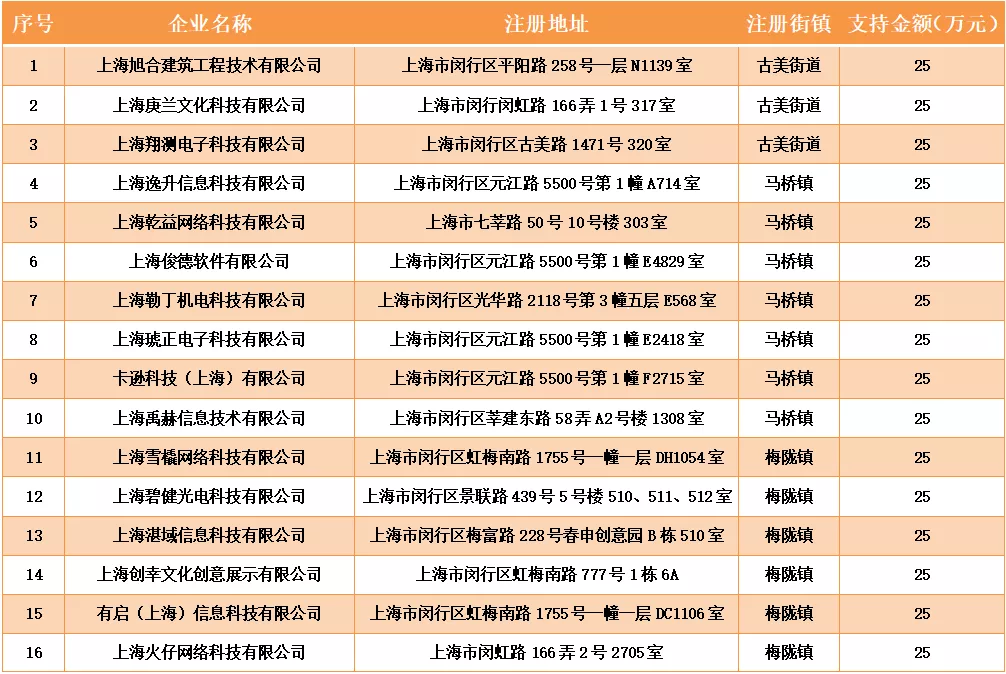 序号 企业名称 注册地址 注册街镇 支持金额（万元）
1 上海旭合建筑工程技术有限公司 上海市闵行区平阳路 258号一层 N1139室 古美街道 25
2 上海庚兰文化科技有限公司 上海市闵行闵虹路 166弄 1号 317室 古美街道 25
3 上海翔测电子科技有限公司 上海市闵行区古美路 1471号 320室 古美街道 25
4 上海逸升信息科技有限公司 上海市闵行区元江路 5500号第 1幢 A714室 马桥镇 25
5 上海乾益网络科技有限公司 上海市七莘路 50号 10号楼 303室 马桥镇 25
6 上海俊德软件有限公司 上海市闵行区元江路 5500号第 1幢 E4829室 马桥镇 25
7 上海勒丁机电科技有限公司 上海市闵行区光华路 2118号第 3幢五层 E568室 马桥镇 25
8 上海琥正电子科技有限公司 上海市闵行区元江路 5500号第 1幢 E2418室 马桥镇 25
9 卡逊科技（上海）有限公司 上海市闵行区元江路 5500号第 1幢 F2715室 马桥镇 25
10 上海禹赫信息技术有限公司 上海市闵行区莘建东路 58弄 A2号楼 1308室 马桥镇 25
11 上海雪橇网络科技有限公司 上海市闵行区虹梅南路 1755号一幢一层 DH1054室 梅陇镇 25
12 上海碧健光电科技有限公司 上海市闵行区景联路 439号 5号楼 510、511、512室 梅陇镇 25
13 上海湛域信息科技有限公司 上海市闵行区梅富路 228号春申创意园 B栋 510室 梅陇镇 25
14 上海创幸文化创意展示有限公司 上海市闵行区虹梅南路 777号 1栋 6A 梅陇镇 25
15 有启（上海）信息科技有限公司 上海市闵行区虹梅南路 1755号一幢一层 DC1106室 梅陇镇 25
16 上海火仔网络科技有限公司 上海市闵虹路 166弄 2号 2705室 梅陇镇 25